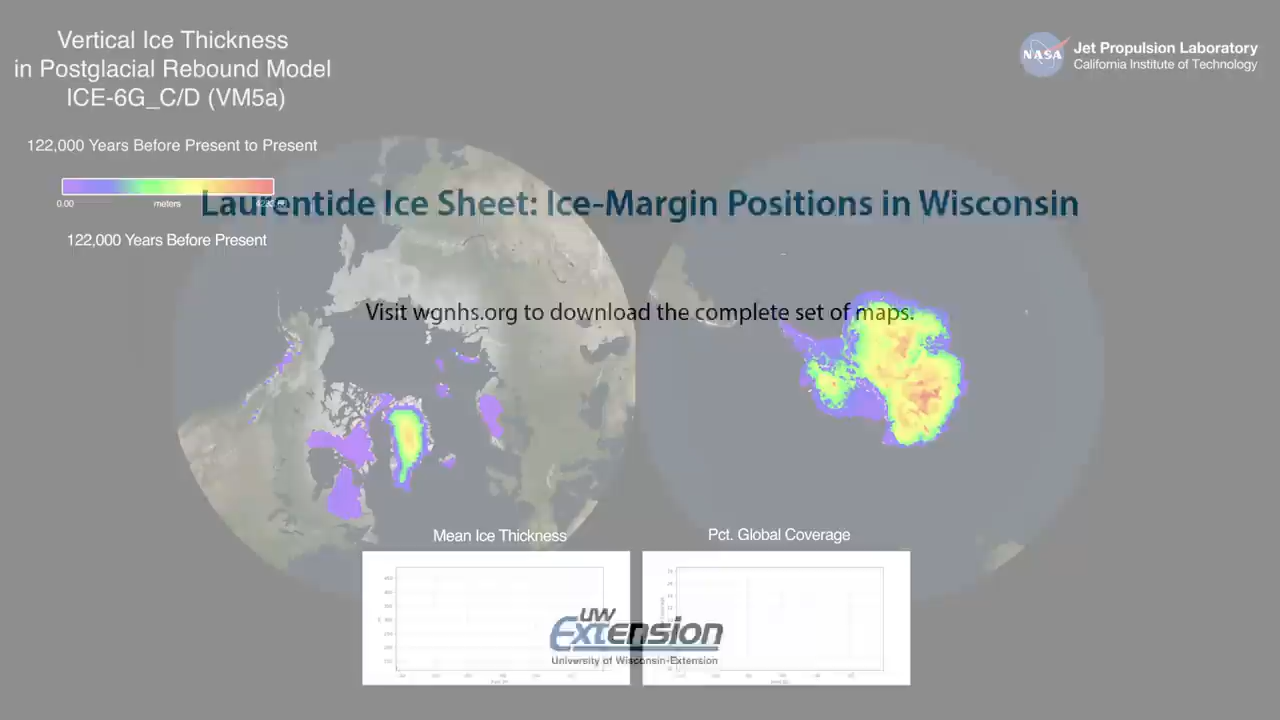 Vertical Ice Thickness
in Postglacial Rebound Model
ICE-6G_C/D (VM5a)
NASA
Jet Propulsion Laboratory
California Institute of Technology
122,000 Years Before Present to Present
0.00 meters
Laurentide Ice Sheet: Ice-Margin Positions in Wisconsin
122,000 Years Before Present
Visit wgnhs.org to download the complete set of maps.
Mean Ice Thickness
Pct. Global Coverage
UW
Extension
University of Wisconsin-Extension